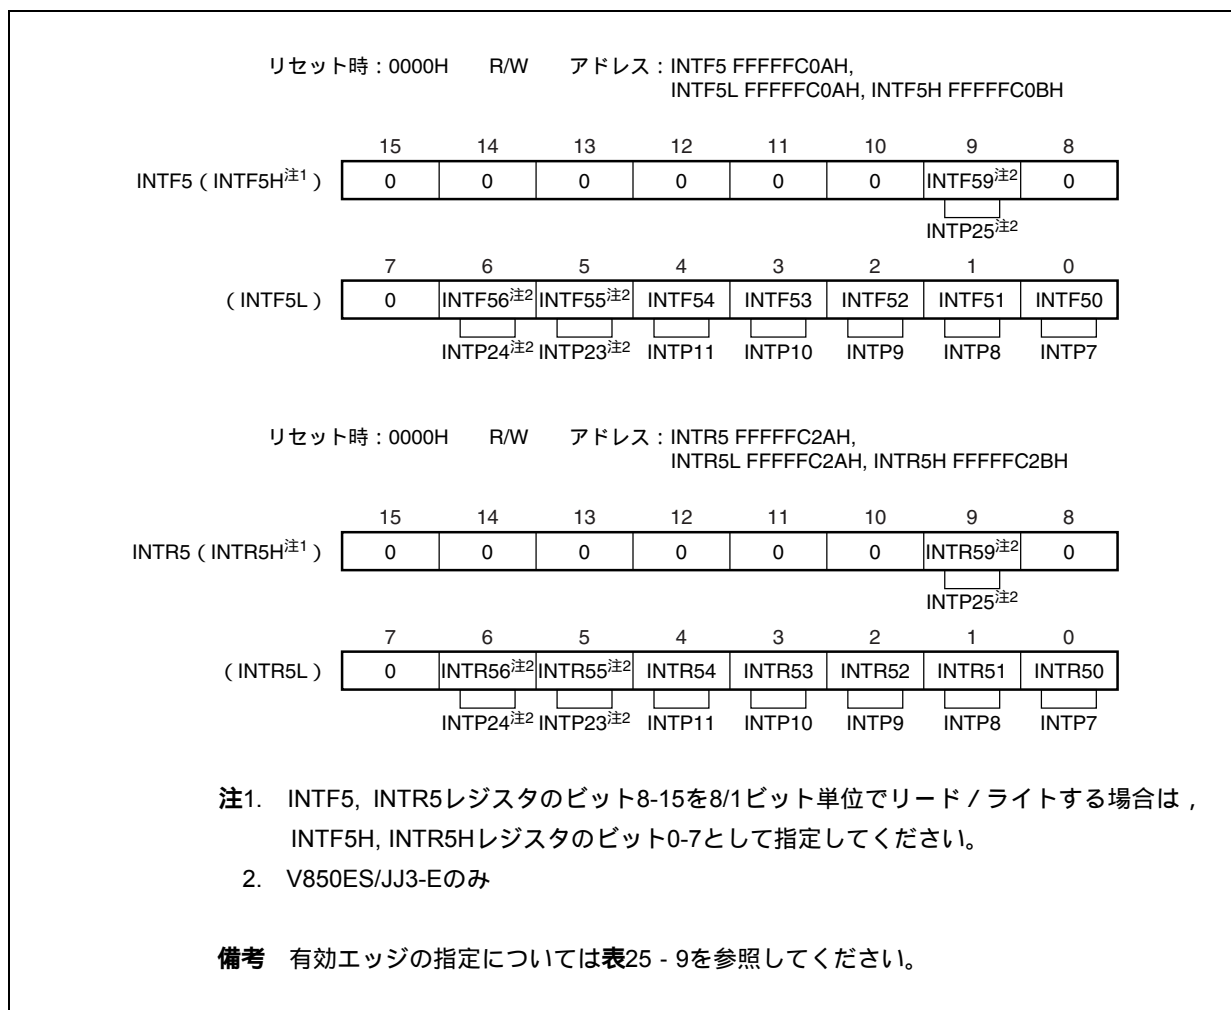 リセット時：0000H R/W アドレス：INTF5 FFFFFC0AH,
INTF5L FFFFFC0AH, INTF5H FFFFFC0BH
15 14 13 12 11 10 9 8
INTF5（INTF5H注1） 0 0 0 0 0 0 INTF59注2 0
INTP25注2
7 6 5 4 3 2 1 0
（INTF5L） 0 INTF56注2 INTF55注2 INTF54 INTF53 INTF52 INTF51 INTF50
INTP24注2 INTP23注2 INTP11 INTP10 INTP9 INTP8 INTP7
リセット時：0000H R/W アドレス：INTR5 FFFFFC2AH,
INTR5L FFFFFC2AH, INTR5H FFFFFC2BH
15 14 13 12 11 10 9 8
INTR5（INTR5H注1） 0 0 0 0 0 0 INTR59注2 0
INTP25注2
7 6 5 4 3 2 1 0
（INTR5L） 0 INTR56注2 INTR55注2 INTR54 INTR53 INTR52 INTR51 INTR50
INTP24注2 INTP23注2 INTP11 INTP10 INTP9 INTP8 INTP7
注1. INTF5, INTR5レジスタのビット8-15を8/1ビット単位でリード／ライトする場合は，
INTF5H, INTR5Hレジスタのビット0-7として指定してください。
2. V850ES/JJ3-Eのみ
備考 有効エッジの指定については表25 - 9を参照してください。